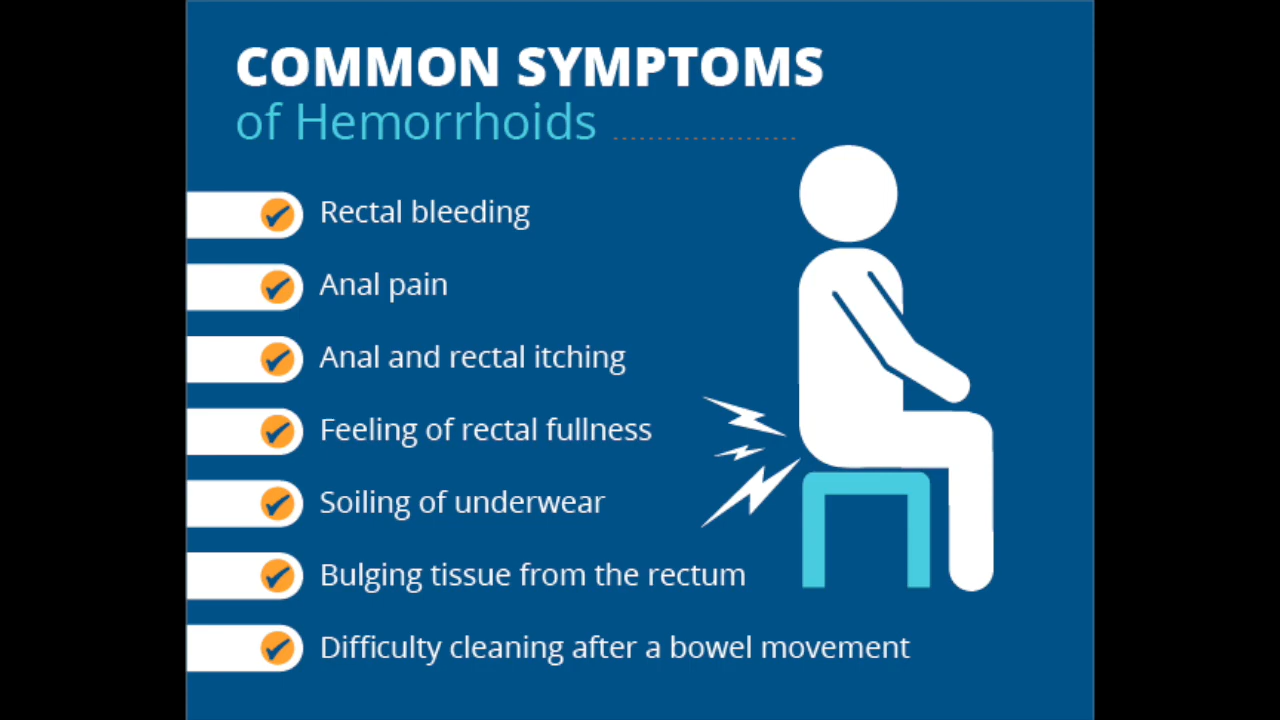 COMMON SYMPTOMS
of Hemorrhoids
Rectal bleeding
Anal pain
Anal and rectal itching
Feeling of rectal fullness
Soiling of underwear
Bulging tissue from the rectum
Difficulty cleaning after a bowel movement